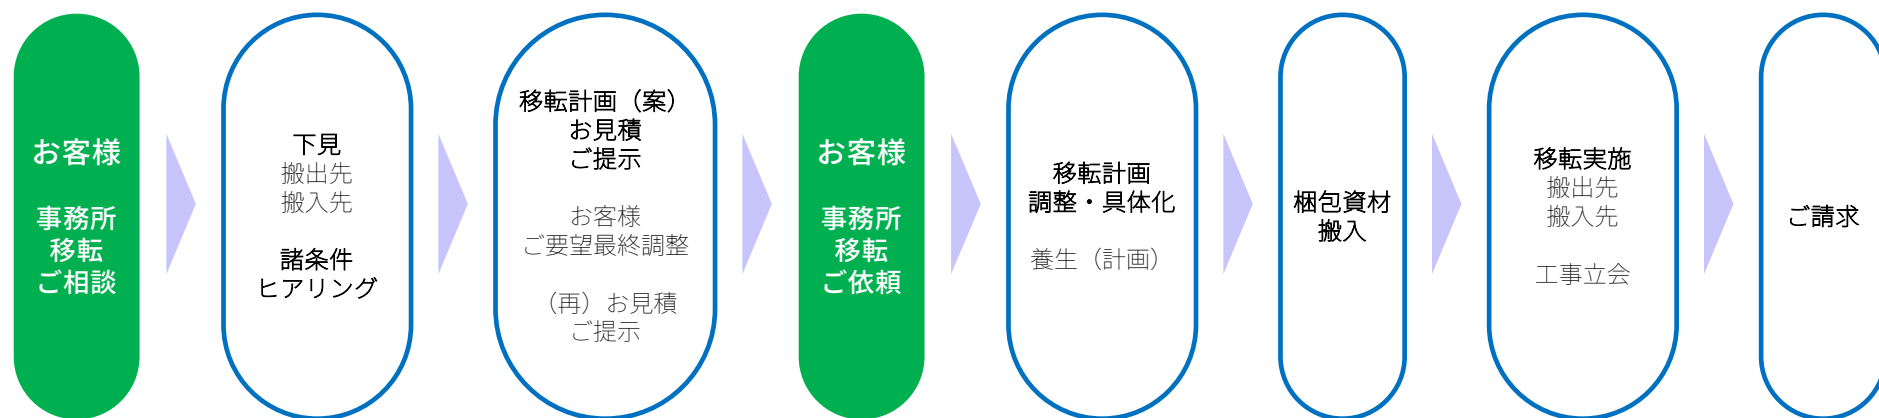 お客様
事務所
移転
ご相談
下見
搬出先
搬入先
諸条件
ヒアリング
移転計画（案）
お見積
ご提示
お客様
ご要望最終調整
（再）お見積
ご提示
お客様
事務所
移転
ご依頼
移転計画
調整・具体化
養生（計画）
梱包資材
搬入
移転実施
搬出先
搬入先
工事立会
ご請求